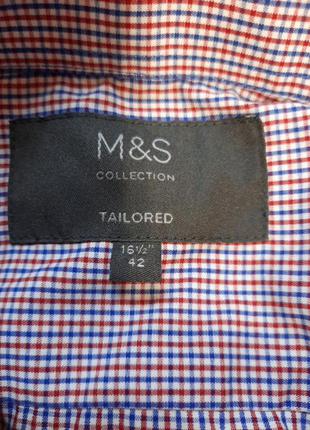 M&S
COLLECTION
TAILORED
16½"
42